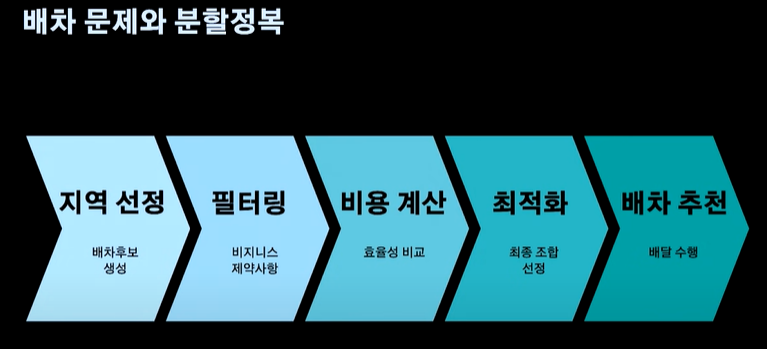 배차 문제와 분할정복
지역 선정
배차후보
생성
필터링
비지니스
제약사항
비용 계산
효율성 비교
최적화
최종 조합
선정
배차 추천
배달 수행